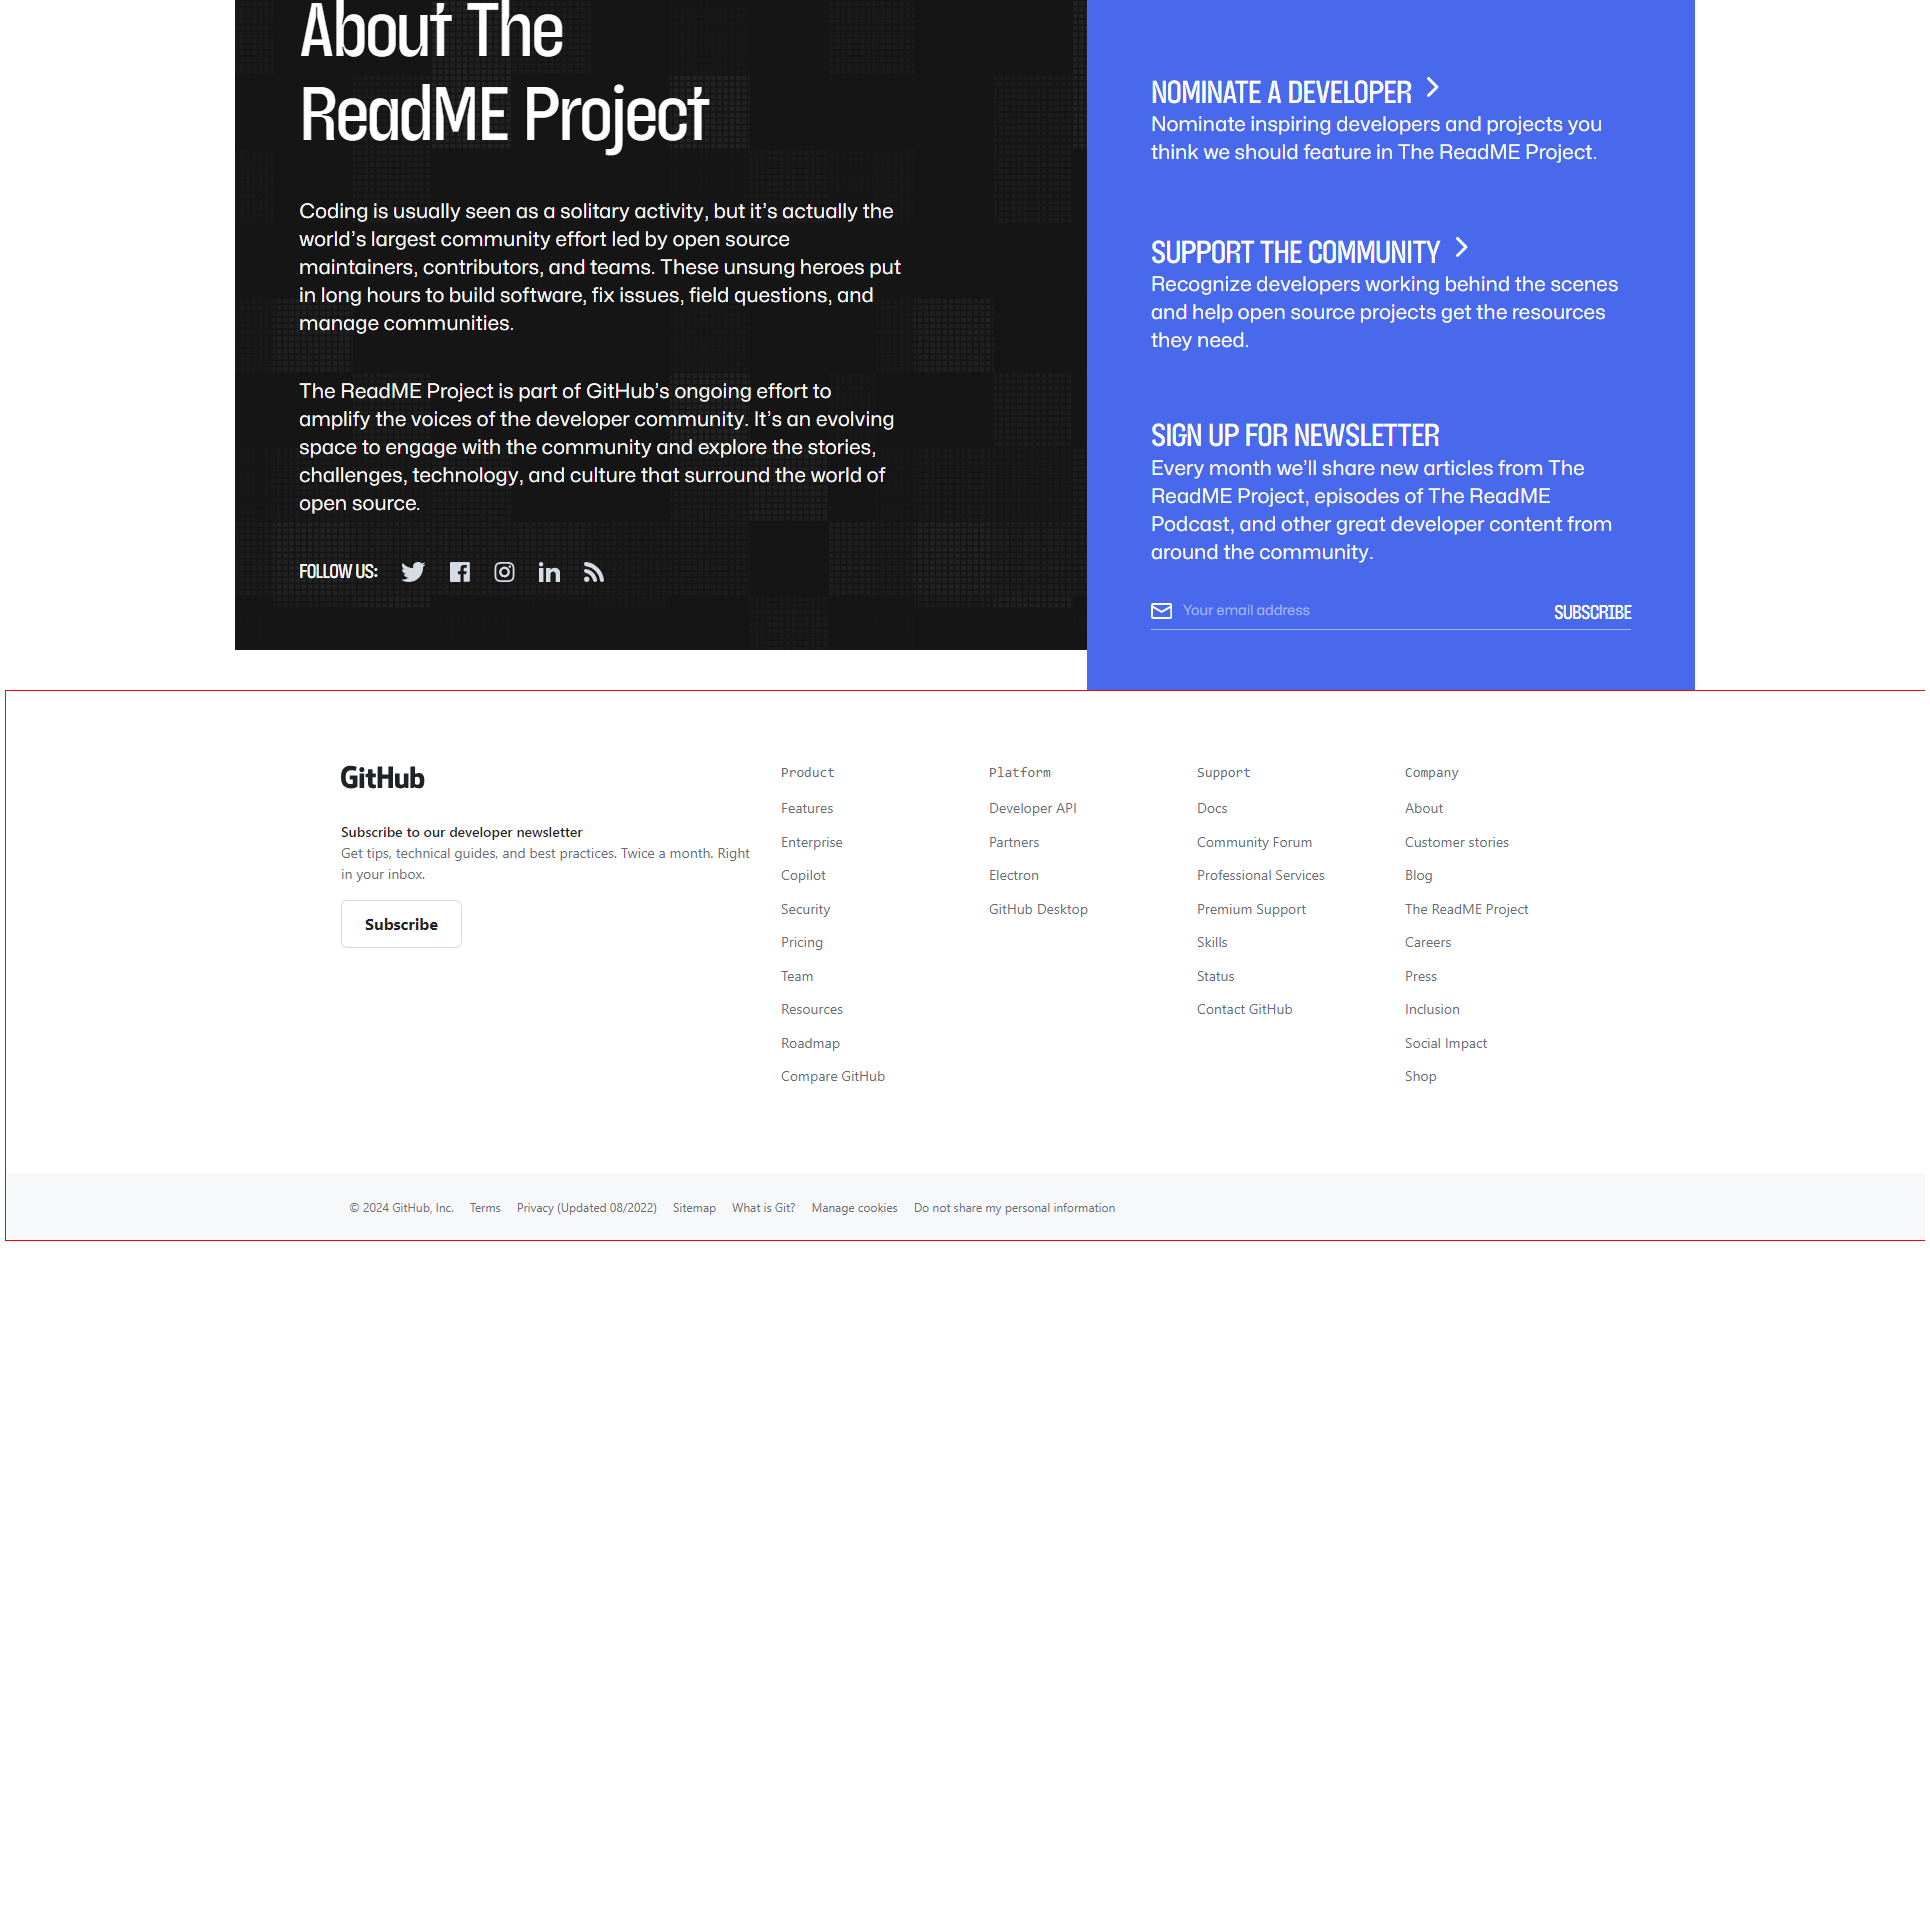 About The
ReadME Project
Coding is usually seen as a solitary activity, but it’s actually the
world’s largest community effort led by open source
maintainers, contributors, and teams. These unsung heroes put
in long hours to build software, fix issues, field questions, and
manage communities.
The ReadME Project is part of GitHub’s ongoing effort to
amplify the voices of the developer community. It’s an evolving
space to engage with the community and explore the stories,
challenges, technology, and culture that surround the world of
open source.
FOLLOW US:
NOMINATE A DEVELOPER
Nominate inspiring developers and projects you
think we should feature in The ReadME Project.
SUPPORT THE COMMUNITY
Recognize developers working behind the scenes
and help open source projects get the resources
they need.
SIGN UP FOR NEWSLETTER
Every month we’ll share new articles from The
ReadME Project, episodes of The ReadME
Podcast, and other great developer content from
around the community.
Your email address
SUBSCRIBE
GitHub
Subscribe to our developer newsletter
Get tips, technical guides, and best practices. Twice a month. Right
in your inbox.
Subscribe
Product
Features
Enterprise
Copilot
Security
Pricing
Team
Resources
Roadmap
Compare GitHub
Platform
Developer API
Partners
Electron
GitHub Desktop
Support
Docs
Community Forum
Professional Services
Premium Support
Skills
Status
Contact GitHub
Company
About
Customer stories
Blog
The ReadME Project
Careers
Press
Inclusion
Social Impact
Shop
© 2024 GitHub, Inc. Terms Privacy (Updated 08/2022) Sitemap What is Git? Manage cookies Do not share my personal information